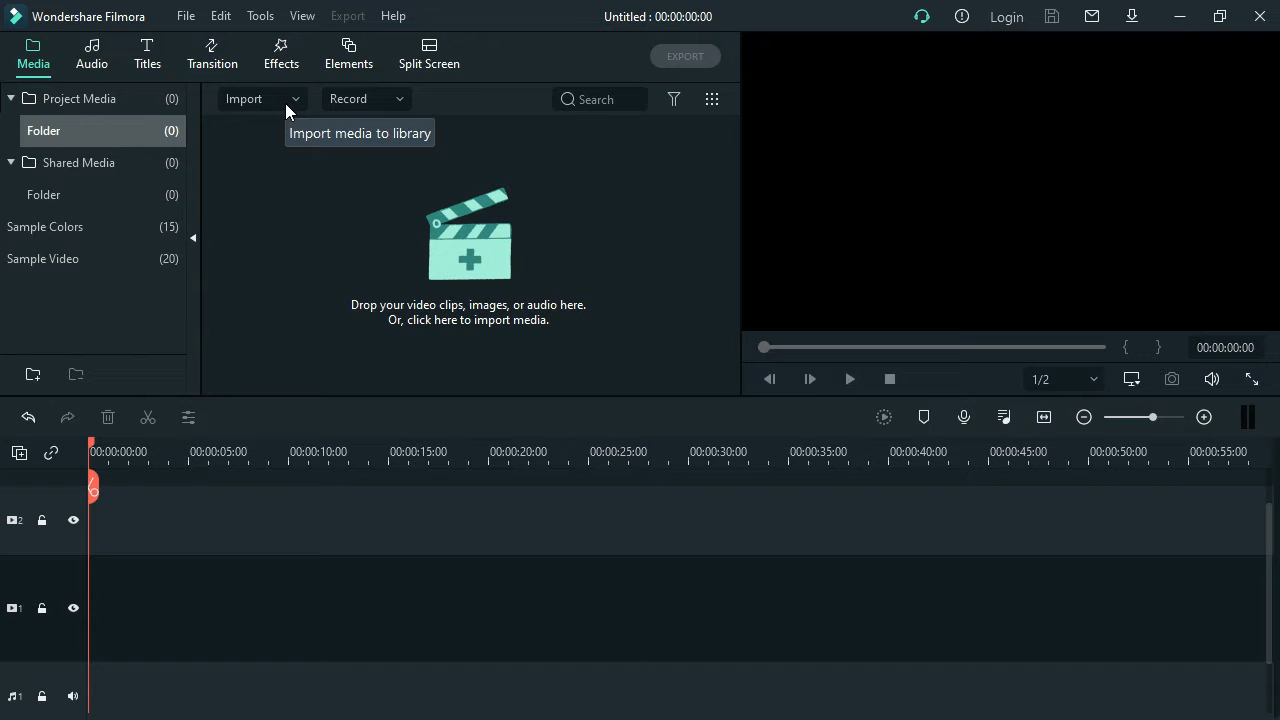 Wondershare Filmora File Edit Tools View Export Help Untitled : 00:00:00:00 Login
Media Audio Titles Transition Effects Elements Split Screen EXPORT
Project Media (0) Import Record Search
Folder (0) Import media to library
Shared Media (0)
Folder (0)
Sample Colors (15)
Sample Video (20)
Drop your video clips, images, or audio here.
Or, click here to import media.
{ } 00:00:00:00
1/2
00:00:00:00 00:00:05:00 00:00:10:00 00:00:15:00 00:00:20:00 00:00:25:00 00:00:30:00 00:00:35:00 00:00:40:00 00:00:45:00 00:00:50:00 00:00:55:00
2
1
1